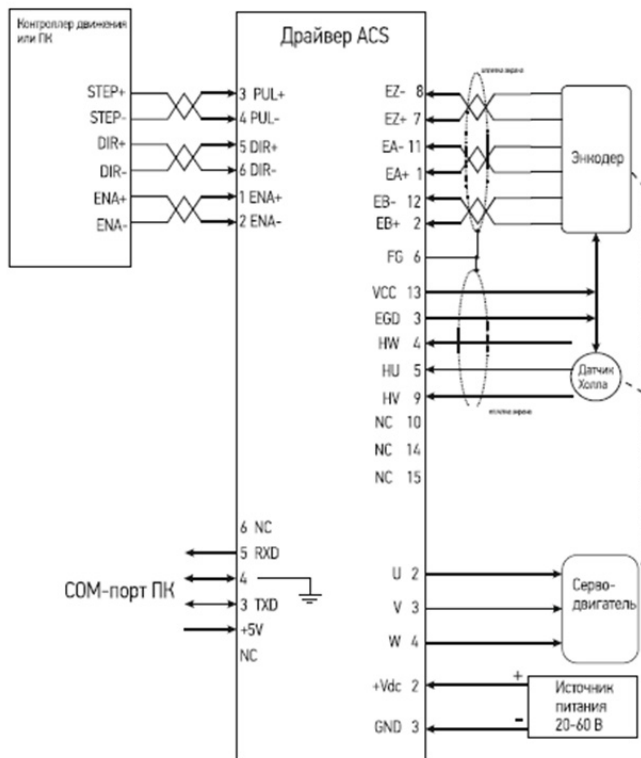 Контроллер движения
или ПК
STEP+
STEP-
DIR+
DIR-
ENA+
ENA-
Драйвер ACS
3 PUL+
4 PUL-
5 DIR+
6 DIR-
1 ENA+
2 ENA-
EZ- 8
EZ+ 7
EA- 11
EA+ 1
EB- 12
EB+ 2
FG 6
VCC 13
EGD 3
HW 4
HU 5
HV 9
NC 10
NC 14
NC 15
оплетка экрана
Энкодер
Датчик
Холла
оплетка экрана
6 NC
5 RXD
4
3 TXD
+5V
NC
COM-порт ПК
U 2
V 3
W 4
+Vdc 2
GND 3
Серво-
двигатель
+
-
Источник
питания
20-60 В